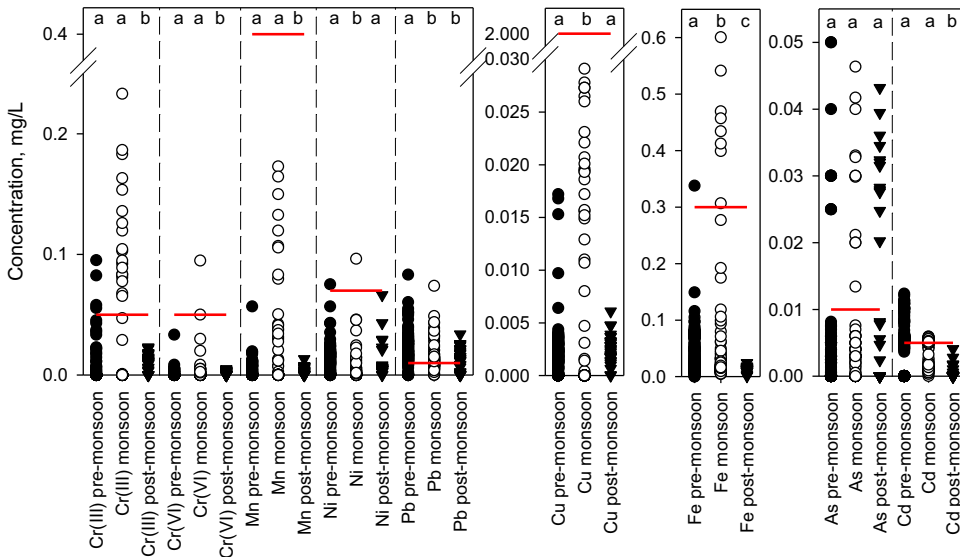 a a b a a b a a b a b a a a b
0.4
0.2
0.1
0.0
Concentration, mg/L
Cr(III) pre-monsoon
Cr(III) monsoon
Cr(III) post-monsoon
Cr(VI) pre-monsoon
Cr(VI) monsoon
Cr(VI) post-monsoon
Mn pre-monsoon
Mn monsoon
Mn post-monsoon
Ni pre-monsoon
Ni monsoon
Ni post-monsoon
Pb pre-monsoon
Pb monsoon
Pb post-monsoon
a b a
2.000
0.030
0.025
0.020
0.015
0.010
0.005
0.000
Cu pre-monsoon
Cu monsoon
Cu post-monsoon
a b c
0.6
0.5
0.4
0.3
0.2
0.1
0.0
Fe pre-monsoon
Fe monsoon
Fe post-monsoon
a a a a a b
0.05
0.04
0.03
0.02
0.01
0.00
As pre-monsoon
As monsoon
As post-monsoon
Cd pre-monsoon
Cd monsoon
Cd post-monsoon